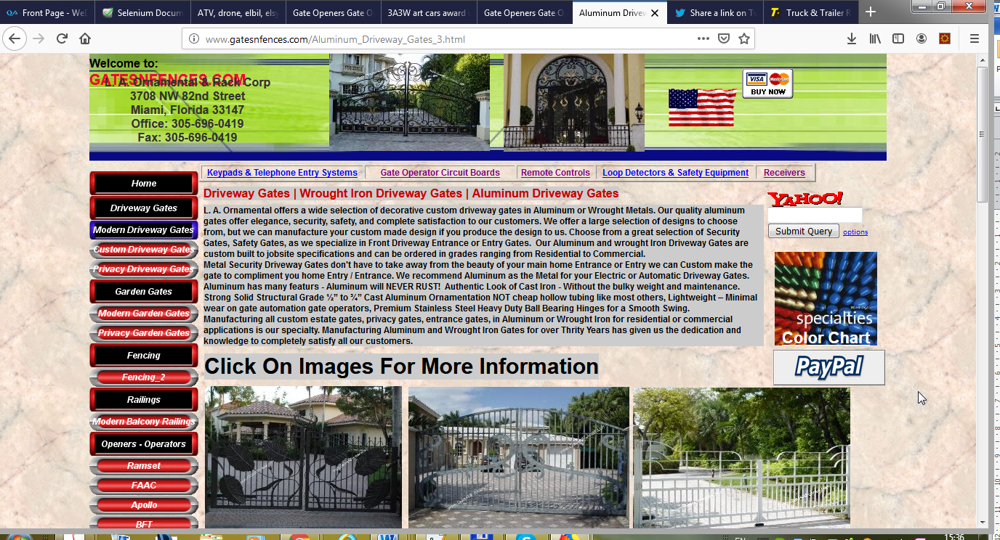 Front Page - We
Selenium Docum
ATV, drone, elbil, els
Gate Openers Gate O
3A3W art cars award
Gate Openers Gate O
Aluminum Drivew
Share a link on T
Truck & Trailer R
www.gatesnfences.com/Aluminum_Driveway_Gates_3.html
Welcome to:
GATESNFENCES.COM
L. A. Ornamental & Rack Corp
3708 NW 82nd Street
Miami, Florida 33147
Office: 305-696-0419
Fax: 305-696-0419
VISA MasterCard
BUY NOW
Keypads & Telephone Entry Systems
Gate Operator Circuit Boards
Remote Controls
Loop Detectors & Safety Equipment
Receivers
Home
Driveway Gates
Modern Driveway Gates
Custom Driveway Gates
Privacy Driveway Gates
Garden Gates
Modern Garden Gates
Privacy Garden Gates
Fencing
Fencing_2
Railings
Modern Balcony Railings
Openers - Operators
Ramset
FAAC
Apollo
BFT
Driveway Gates | Wrought Iron Driveway Gates | Aluminum Driveway Gates
L. A. Ornamental offers a wide selection of decorative custom driveway gates in Aluminum or Wrought Metals. Our quality aluminum
gates offer elegance, security, safety, and complete satisfaction to our customers. We offer a large selection of designs to choose
from, but we can manufacture your custom made design if you produce the design to us. Choose from a great selection of Security
Gates, Safety Gates, as we specialize in Front Driveway Entrance or Entry Gates. Our Aluminum and wrought Iron Driveway Gates are
custom built to jobsite specifications and can be ordered in grades ranging from Residential to Commercial.
Metal Security Driveway Gates don't have to take away from the beauty of your main home Entrance or Entry we can Custom make the
gate to compliment you home Entry / Entrance. We recommend Aluminum as the Metal for your Electric or Automatic Driveway Gates.
Aluminum has many featurs - Aluminum will NEVER RUST! Authentic Look of Cast Iron - Without the bulky weight and maintenance.
Strong Solid Structural Grade ½” to ¾” Cast Aluminum Ornamentation NOT cheap hollow tubing like most others, Lightweight – Minimal
wear on gate automation gate operators, Premium Stainless Steel Heavy Duty Ball Bearing Hinges for a Smooth Swing.
Manufacturing all custom estate gates, privacy gates, entrance gates, in Aluminum or Wrought Iron for residential or commercial
applications is our specialty. Manufacturing Aluminum and Wrought Iron Gates for over Thrity Years has given us the dedication and
knowledge to completely satisfy all our customers.
Click On Images For More Information
YAHOO!
Submit Query
options
specialties
Color Chart
PayPal
EN
15:36